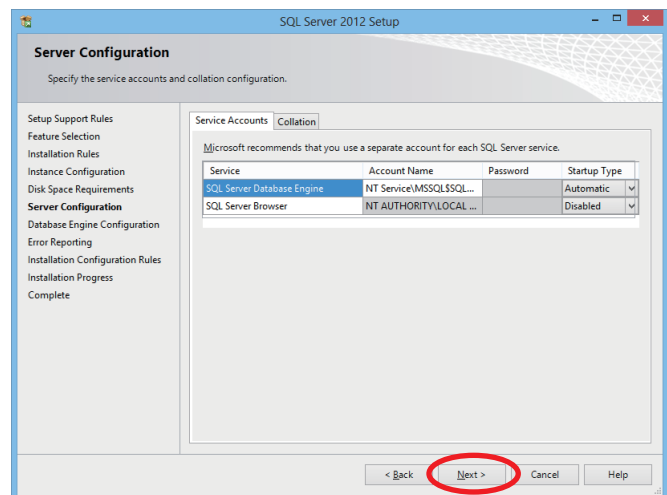 SQL Server 2012 Setup
Server Configuration
Specify the service accounts and collation configuration.
Setup Support Rules
Feature Selection
Installation Rules
Instance Configuration
Disk Space Requirements
Server Configuration
Database Engine Configuration
Error Reporting
Installation Configuration Rules
Installation Progress
Complete
Service Accounts Collation
Microsoft recommends that you use a separate account for each SQL Server service.
Service Account Name Password Startup Type
SQL Server Database Engine NT Service\MSSQL$SQL... Automatic
SQL Server Browser NT AUTHORITY\LOCAL ... Disabled
< Back Next > Cancel Help